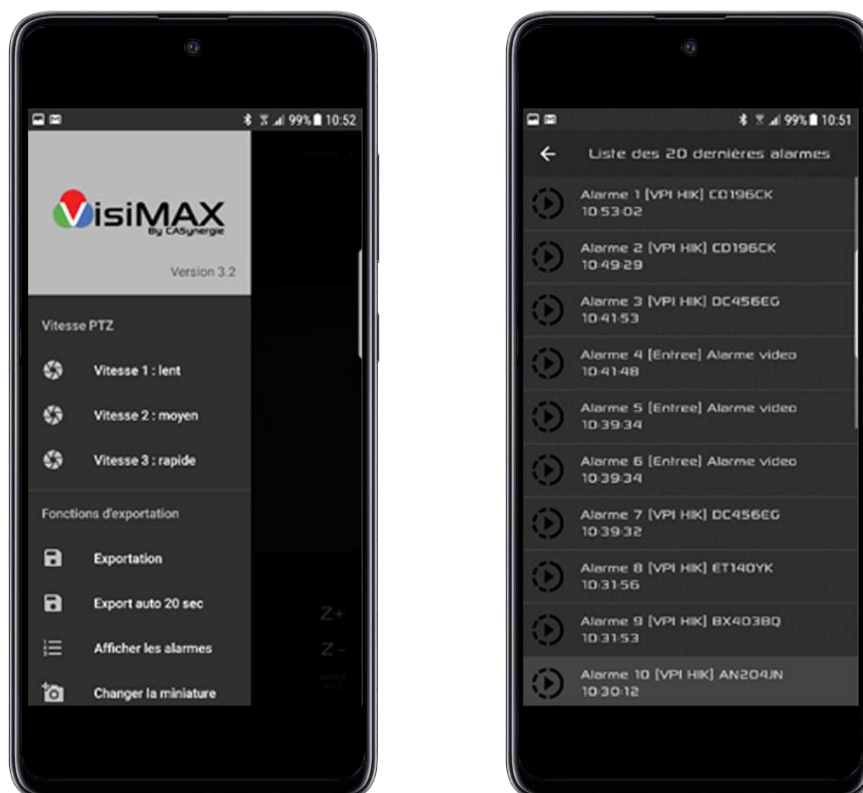 99% 10:52
VisiMAX
By CASynergie
Version 3.2
Vitesse PTZ
Vitesse 1 : lent
Vitesse 2 : moyen
Vitesse 3 : rapide
Fonctions d'exportation
Exportation
Export auto 20 sec
Afficher les alarmes
Changer la miniature
Z+
Z -
MODE
PTZ
99% 10:51
Liste des 20 dernières alarmes
Alarme 1 [VPI HIK] CD196CK
10:53:02
Alarme 2 [VPI HIK] CD196CK
10:49:29
Alarme 3 [VPI HIK] DC456EG
10:41:53
Alarme 4 [Entree] Alarme video
10:41:48
Alarme 5 [Entree] Alarme video
10:39:34
Alarme 6 [Entree] Alarme video
10:39:34
Alarme 7 [VPI HIK] DC456EG
10:39:32
Alarme 8 [VPI HIK] ET140YK
10:31:56
Alarme 9 [VPI HIK] BX403BQ
10:31:53
Alarme 10 [VPI HIK] AN204JN
10:30:12